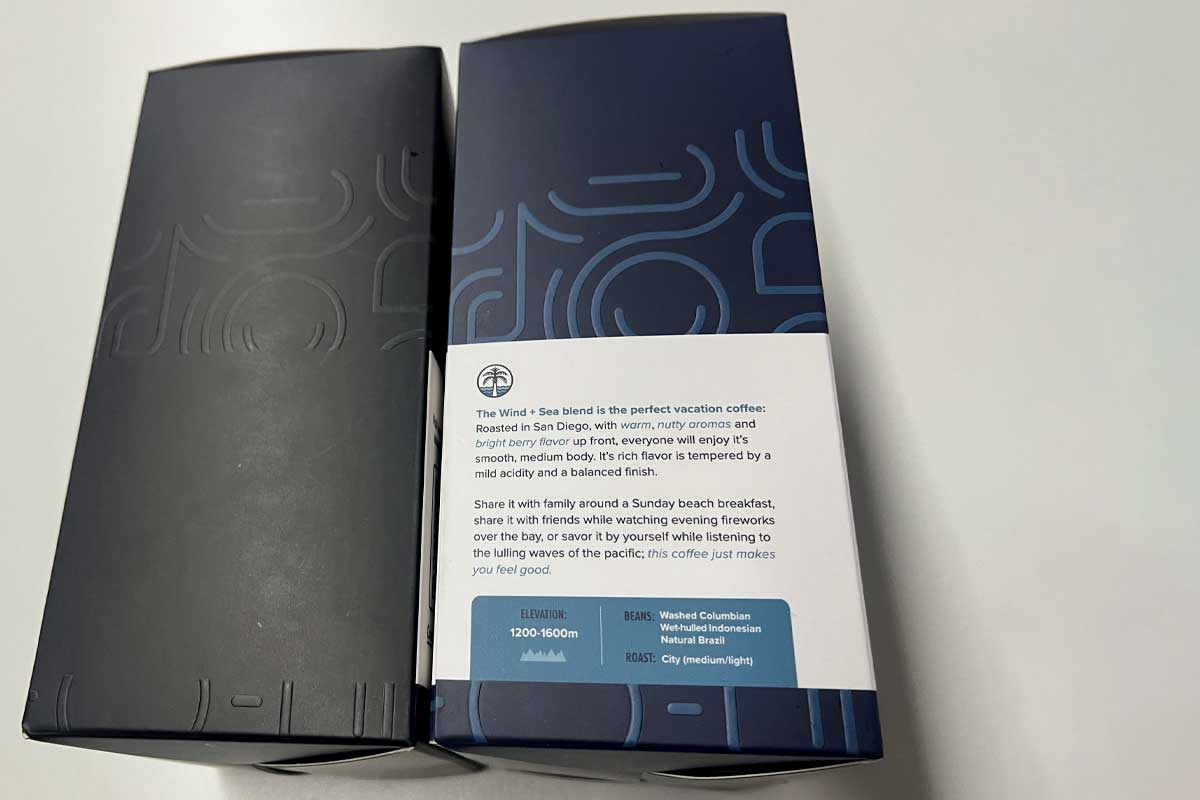 The Wind + Sea blend is the perfect vacation coffee:
Roasted in San Diego, with warm, nutty aromas and
bright berry flavor up front, everyone will enjoy it's
smooth, medium body. It's rich flavor is tempered by a
mild acidity and a balanced finish.
Share it with family around a Sunday beach breakfast,
share it with friends while watching evening fireworks
over the bay, or savor it by yourself while listening to
the lulling waves of the pacific; this coffee just makes
you feel good.
ELEVATION:
1200-1600m
BEANS: Washed Columbian
Wet-hulled Indonesian
Natural Brazil
ROAST: City (medium/light)